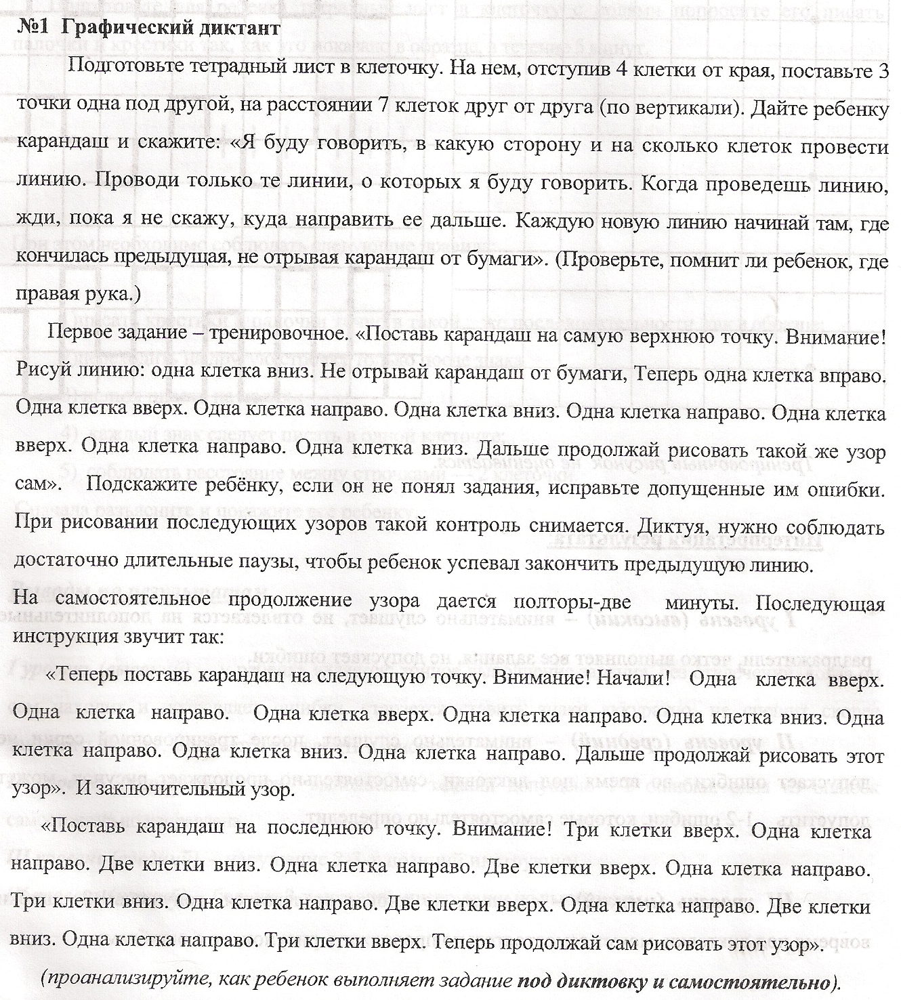 №1 Графический диктант
Подготовьте тетрадный лист в клеточку. На нем, отступив 4 клетки от края, поставьте 3
точки одна под другой, на расстоянии 7 клеток друг от друга (по вертикали). Дайте ребенку
карандаш и скажите: «Я буду говорить, в какую сторону и на сколько клеток провести
линию. Проводи только те линии, о которых я буду говорить. Когда проведешь линию,
жди, пока я не скажу, куда направить ее дальше. Каждую новую линию начинай там, где
кончилась предыдущая, не отрывая карандаш от бумаги». (Проверьте, помнит ли ребенок, где
правая рука.)
Первое задание – тренировочное. «Поставь карандаш на самую верхнюю точку. Внимание!
Рисуй линию: одна клетка вниз. Не отрывай карандаш от бумаги, Теперь одна клетка вправо.
Одна клетка вверх. Одна клетка направо. Одна клетка вниз. Одна клетка направо. Одна клетка
вверх. Одна клетка направо. Одна клетка вниз. Дальше продолжай рисовать такой же узор
сам». Подскажите ребёнку, если он не понял задания, исправьте допущенные им ошибки.
При рисовании последующих узоров такой контроль снимается. Диктуя, нужно соблюдать
достаточно длительные паузы, чтобы ребенок успевал закончить предыдущую линию.
На самостоятельное продолжение узора дается полторы-две минуты. Последующая
инструкция звучит так:
«Теперь поставь карандаш на следующую точку. Внимание! Начали! Одна клетка вверх.
Одна клетка направо. Одна клетка вверх. Одна клетка направо. Одна клетка вниз. Одна
клетка направо. Одна клетка вниз. Одна клетка направо. Дальше продолжай рисовать этот
узор». И заключительный узор.
«Поставь карандаш на последнюю точку. Внимание! Три клетки вверх. Одна клетка
направо. Две клетки вниз. Одна клетка направо. Две клетки вверх. Одна клетка направо.
Три клетки вниз. Одна клетка направо. Две клетки вверх. Одна клетка направо. Две клетки
вниз. Одна клетка направо. Три клетки вверх. Теперь продолжай сам рисовать этот узор».
(проанализируйте, как ребенок выполняет задание под диктовку и самостоятельно).